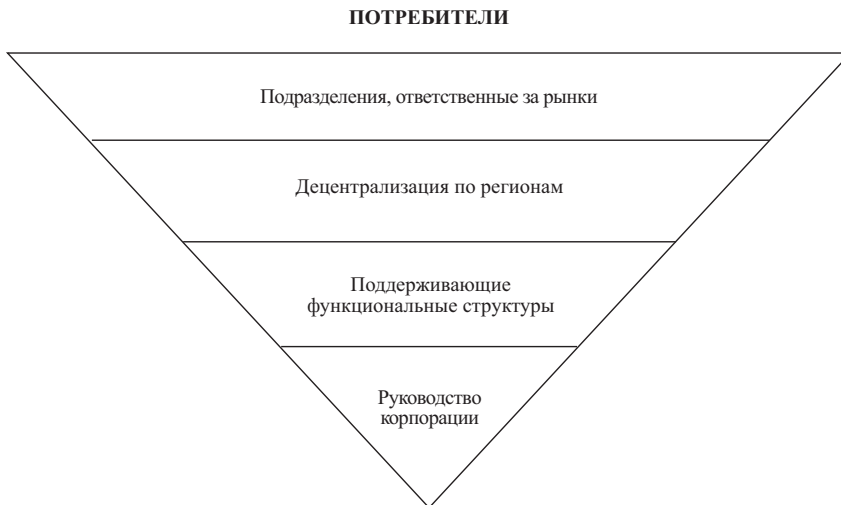 ПОТРЕБИТЕЛИ
Подразделения, ответственные за рынки
Децентрализация по регионам
Поддерживающие
функциональные структуры
Руководство
корпорации